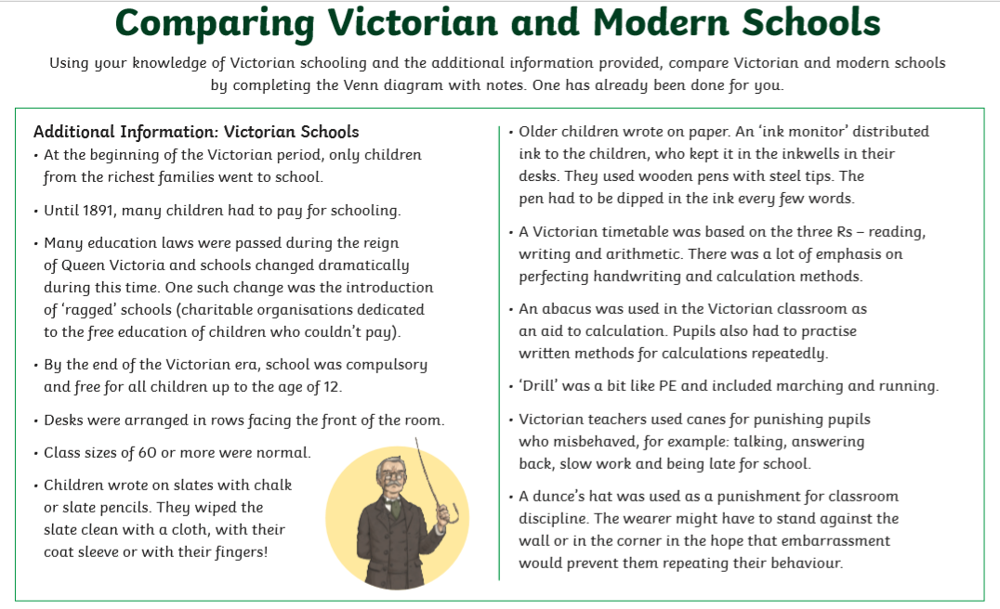 Comparing Victorian and Modern Schools
Using your knowledge of Victorian schooling and the additional information provided, compare Victorian and modern schools
by completing the Venn diagram with notes. One has already been done for you.
Additional Information: Victorian Schools
• At the beginning of the Victorian period, only children
from the richest families went to school.
• Until 1891, many children had to pay for schooling.
• Many education laws were passed during the reign
of Queen Victoria and schools changed dramatically
during this time. One such change was the introduction
of ‘ragged’ schools (charitable organisations dedicated
to the free education of children who couldn’t pay).
• By the end of the Victorian era, school was compulsory
and free for all children up to the age of 12.
• Desks were arranged in rows facing the front of the room.
• Class sizes of 60 or more were normal.
• Children wrote on slates with chalk
or slate pencils. They wiped the
slate clean with a cloth, with their
coat sleeve or with their fingers!
• Older children wrote on paper. An ‘ink monitor’ distributed
ink to the children, who kept it in the inkwells in their
desks. They used wooden pens with steel tips. The
pen had to be dipped in the ink every few words.
• A Victorian timetable was based on the three Rs – reading,
writing and arithmetic. There was a lot of emphasis on
perfecting handwriting and calculation methods.
• An abacus was used in the Victorian classroom as
an aid to calculation. Pupils also had to practise
written methods for calculations repeatedly.
• ‘Drill’ was a bit like PE and included marching and running.
• Victorian teachers used canes for punishing pupils
who misbehaved, for example: talking, answering
back, slow work and being late for school.
• A dunce’s hat was used as a punishment for classroom
discipline. The wearer might have to stand against the
wall or in the corner in the hope that embarrassment
would prevent them repeating their behaviour.